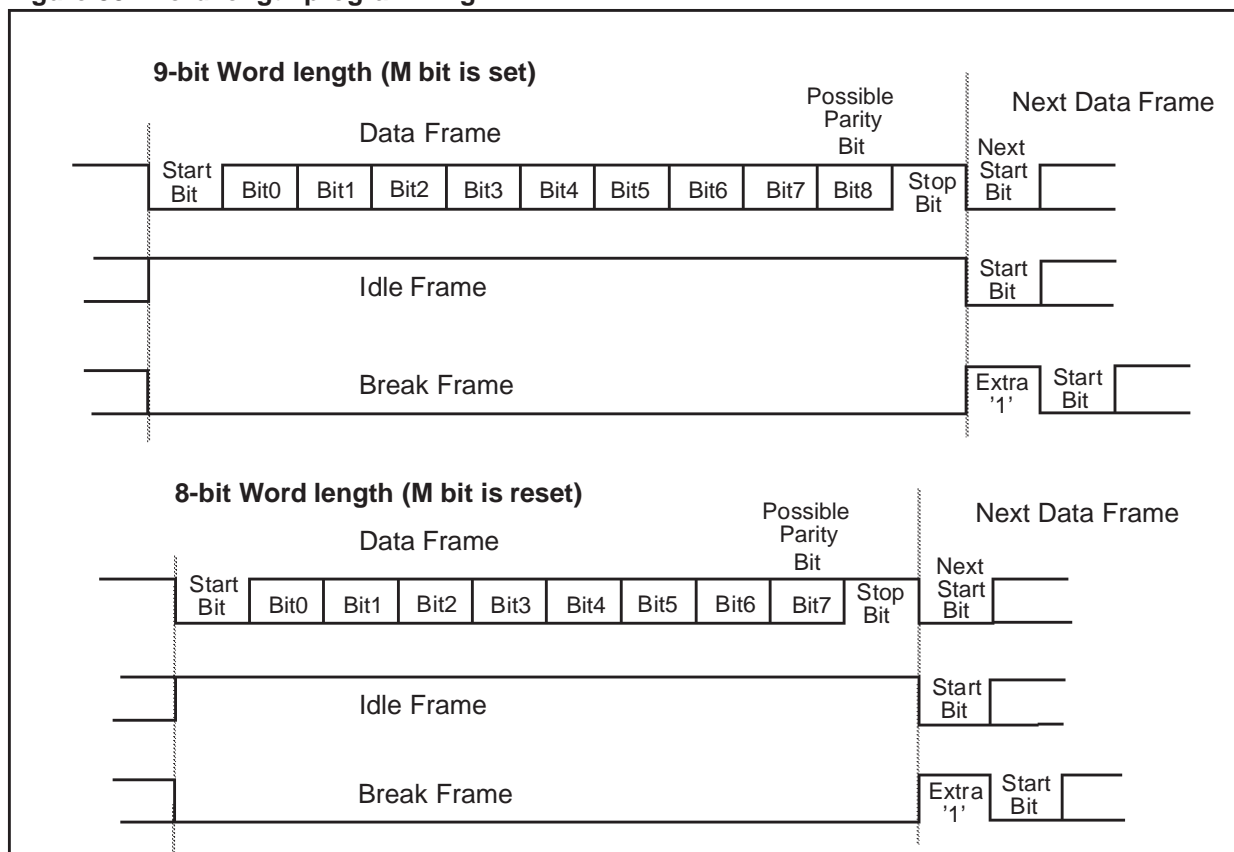 9-bit Word length (M bit is set)
Possible
Parity
Bit
Next Data Frame
Data Frame
Start
Bit
Bit0
Bit1
Bit2
Bit3
Bit4
Bit5
Bit6
Bit7
Bit8
Stop
Bit
Next
Start
Bit
Idle Frame
Start
Bit
Break Frame
Extra
'1'
Start
Bit
8-bit Word length (M bit is reset)
Possible
Parity
Bit
Next Data Frame
Data Frame
Start
Bit
Bit0
Bit1
Bit2
Bit3
Bit4
Bit5
Bit6
Bit7
Stop
Bit
Next
Start
Bit
Idle Frame
Start
Bit
Break Frame
Extra
'1'
Start
Bit